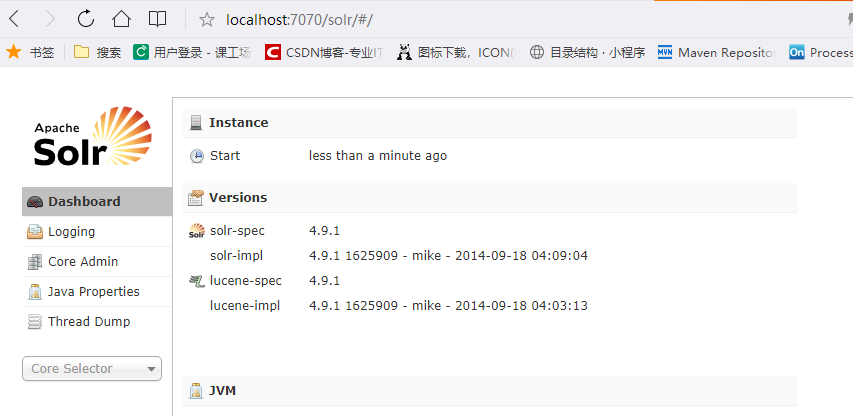 localhost:7070/solr/#/
书签 搜索 用户登录 - 课工场 CSDN博客-专业IT 图标下载，ICON( 目录结构 · 小程序 Maven Reposito On Process
Apache
Solr
Dashboard
Logging
Core Admin
Java Properties
Thread Dump
Core Selector
Instance
Start less than a minute ago
Versions
Solr solr-spec 4.9.1
solr-impl 4.9.1 1625909 - mike - 2014-09-18 04:09:04
lucene-spec 4.9.1
lucene-impl 4.9.1 1625909 - mike - 2014-09-18 04:03:13
JVM